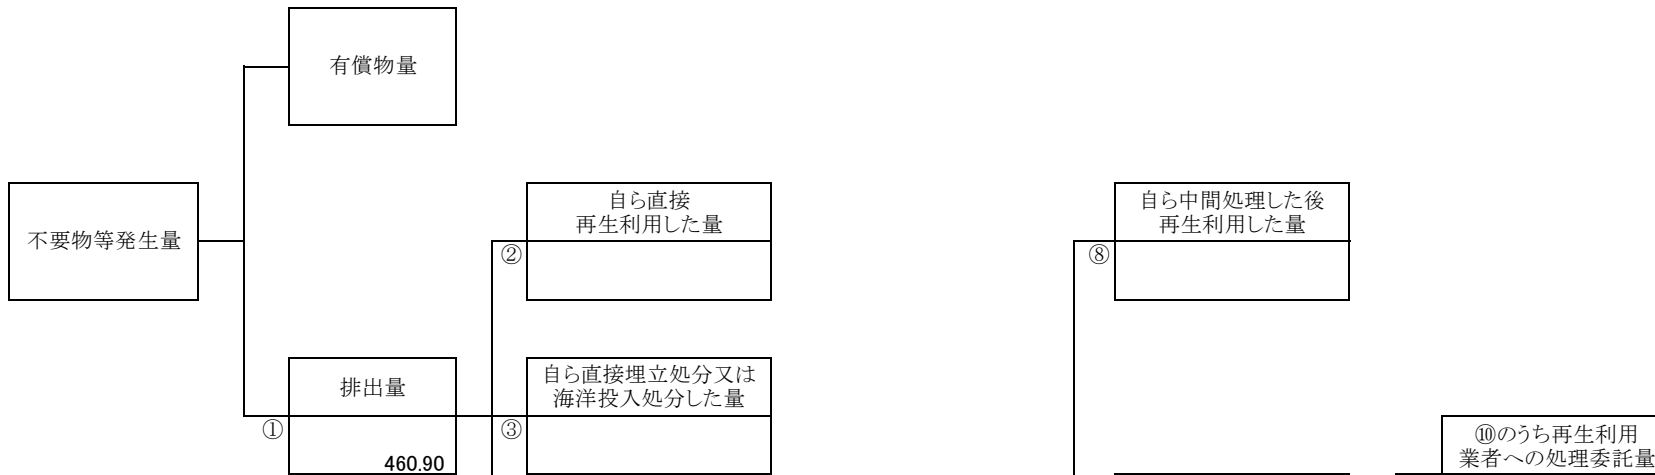 有償物量
不要物等発生量
自ら直接
再生利用した量
②
自ら中間処理した後
再生利用した量
⑧
排出量
①
460.90
自ら直接埋立処分又は
海洋投入処分した量
③
⑩のうち再生利用
業者への処理委託量